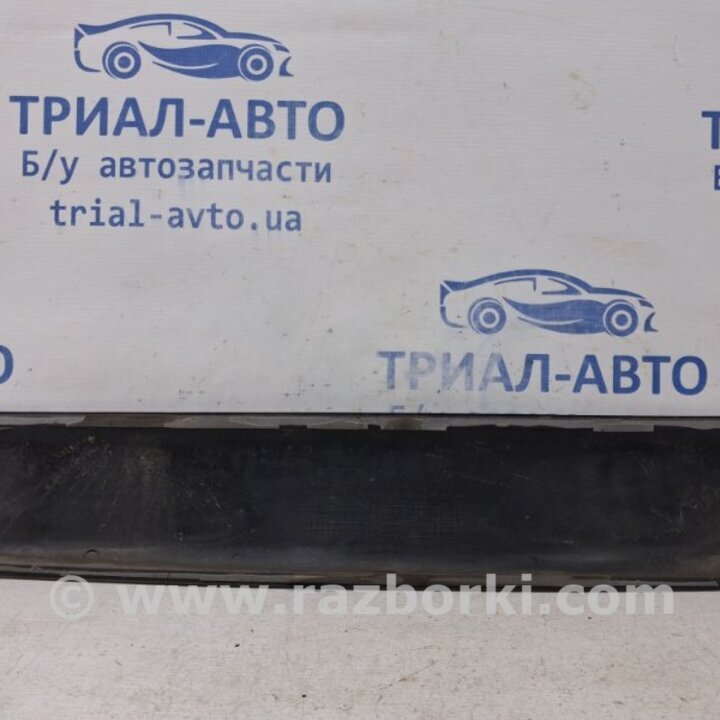 ТРИАЛ-АВТО
Б/у автозапчасти
trial-avto.ua
ТРИАЛ-АВТО
© www.razborki.com